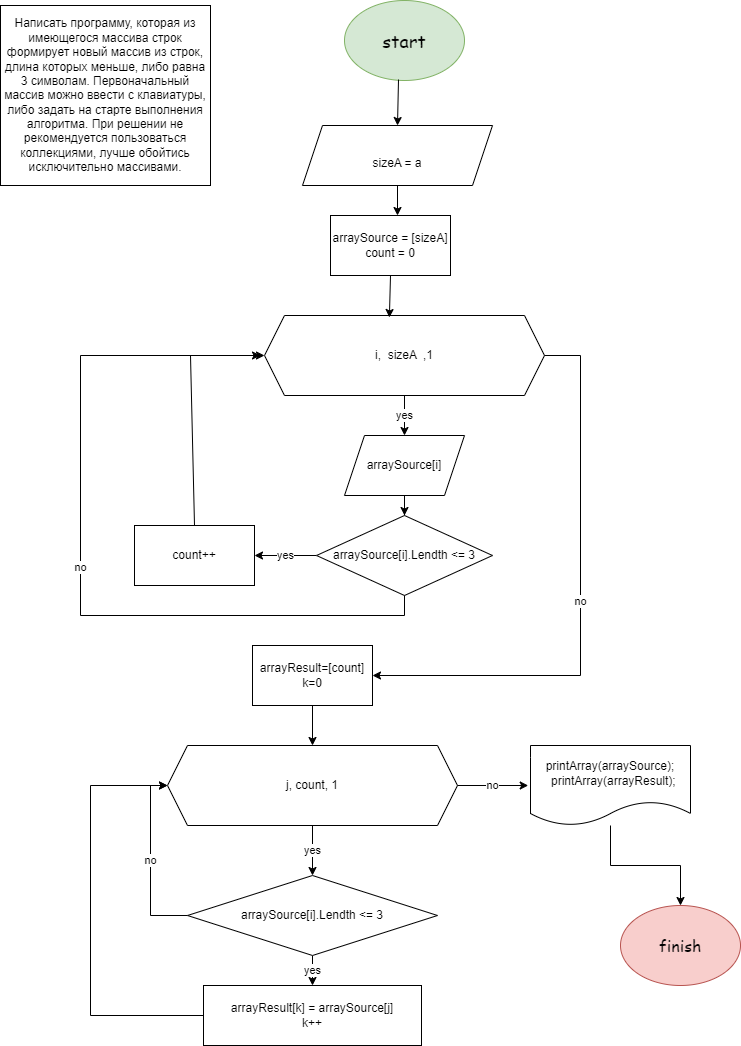 Написать программу, которая из
имеющегося массива строк
формирует новый массив из строк,
длина которых меньше, либо равна
3 символам. Первоначальный
массив можно ввести с клавиатуры,
либо задать на старте выполнения
алгоритма. При решении не
рекомендуется пользоваться
коллекциями, лучше обойтись
исключительно массивами.
start
sizeA = a
arraySource = [sizeA]
count = 0
i, sizeA ,1
yes
arraySource[i]
arraySource[i].Lendth <= 3
yes
count++
no
no
arrayResult=[count]
k=0
j, count, 1
no
printArray(arraySource);
printArray(arrayResult);
yes
no
arraySource[i].Length <= 3
yes
arrayResult[k] = arraySource[j]
k++
finish